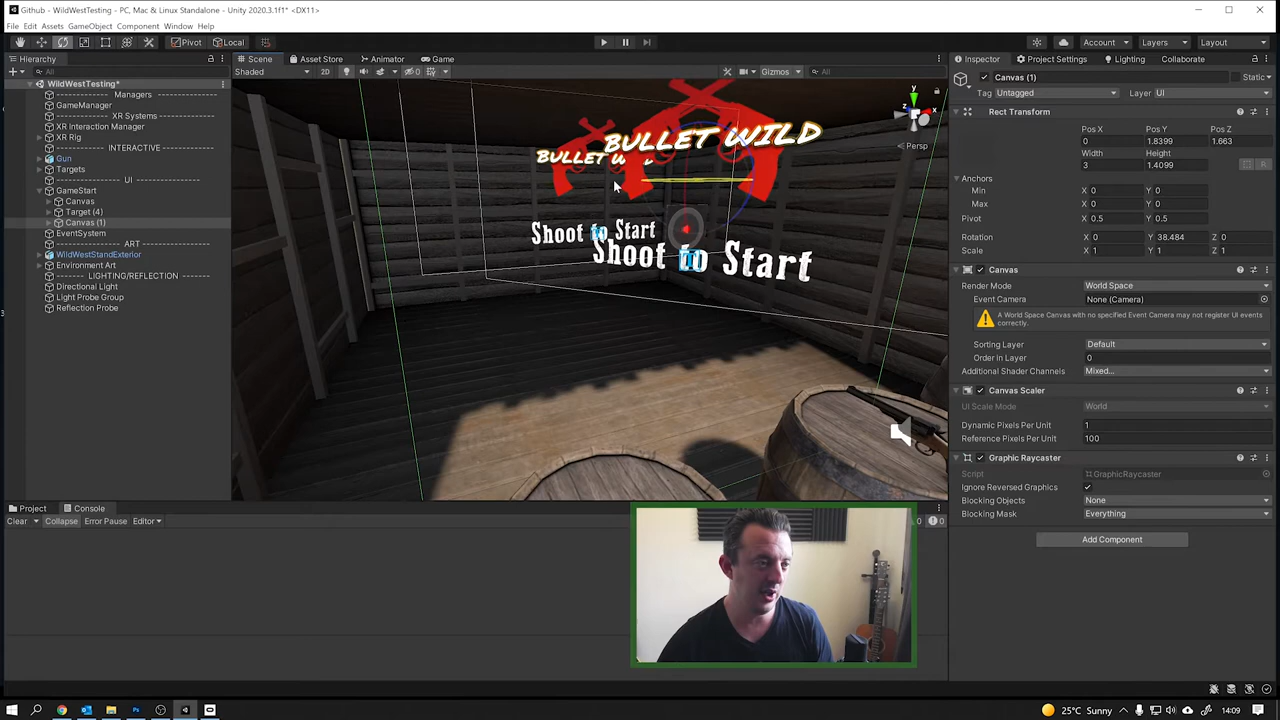 Github - WildWestTesting - PC, Mac & Linux Standalone - Unity 2020.3.1f1* <DX11>
File Edit Assets GameObject Component Window Help
Pivot Local Account Layers Layout
Hierarchy Scene Asset Store Animator Game Inspector Project Settings Lighting Collaborate
All Shaded 2D 0 Gizmos All Canvas (1) Static
WildWestTesting* Tag Untagged Layer UI
Managers
GameManager Rect Transform
XR Systems
XR Interaction Manager
XR Rig
INTERACTIVE
Gun
Targets
UI
GameStart
Canvas
Target (4)
Canvas (1)
EventSystem
ART
WildWestStandExterior
Environment Art
LIGHTING/REFLECTION
Directional Light
Light Probe Group
Reflection Probe
BULLET WILD
BULLET W
Shoot to Start
Shoot to Start
y
z x
Persp
Pos X Pos Y Pos Z
0 1.8399 1.663
Width Height
3 1.4099
R
Anchors
Min X 0 Y 0
Max X 0 Y 0
Pivot X 0.5 Y 0.5
Rotation X 0 Y 38.484 Z 0
Scale X 1 Y 1 Z 1
Canvas
Render Mode World Space
Event Camera None (Camera)
A World Space Canvas with no specified Event Camera may not register UI events
correctly.
Sorting Layer Default
Order in Layer 0
Additional Shader Channels Mixed...
Canvas Scaler
UI Scale Mode World
Dynamic Pixels Per Unit 1
Reference Pixels Per Unit 100
Graphic Raycaster
Script GraphicRaycaster
Ignore Reversed Graphics
Blocking Objects None
Blocking Mask Everything
Add Component
Project Console
Clear Collapse Error Pause Editor 0 0
25°C Sunny 14:09